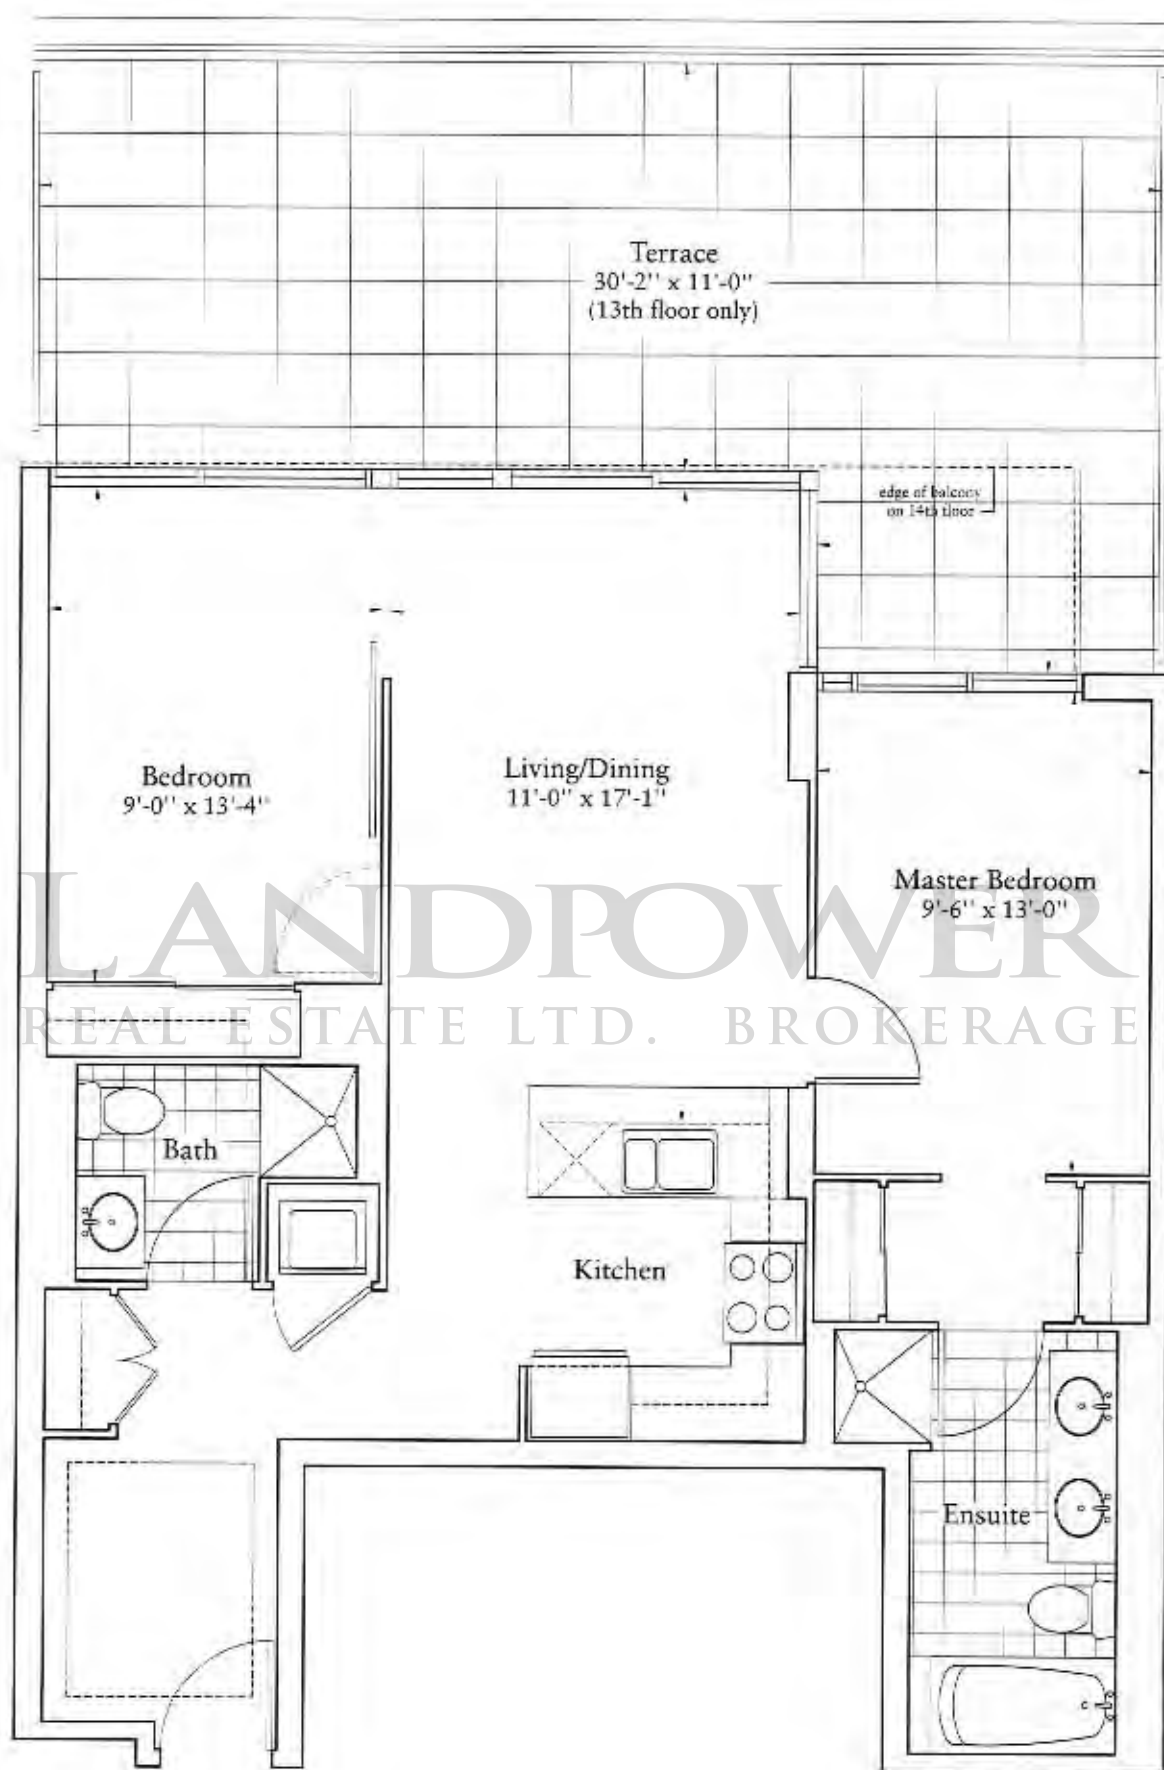 Terrace
30'-2'' x 11'-0''
(13th floor only)
edge of balcony
on 14th floor
Bedroom
9'-0'' x 13'-4''
Living/Dining
11'-0'' x 17'-1''
Master Bedroom
9'-6'' x 13'-0''
LANDPOWER
REAL ESTATE LTD. BROKERAGE
Bath
Kitchen
Ensuite